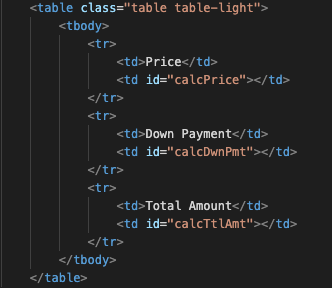 <table class="table table-light">
<tbody>
<tr>
<td>Price</td>
<td id="calcPrice"></td>
</tr>
<tr>
<td>Down Payment</td>
<td id="calcDwnPmt"></td>
</tr>
<tr>
<td>Total Amount</td>
<td id="calcTtlAmt"></td>
</tr>
</tbody>
</table>